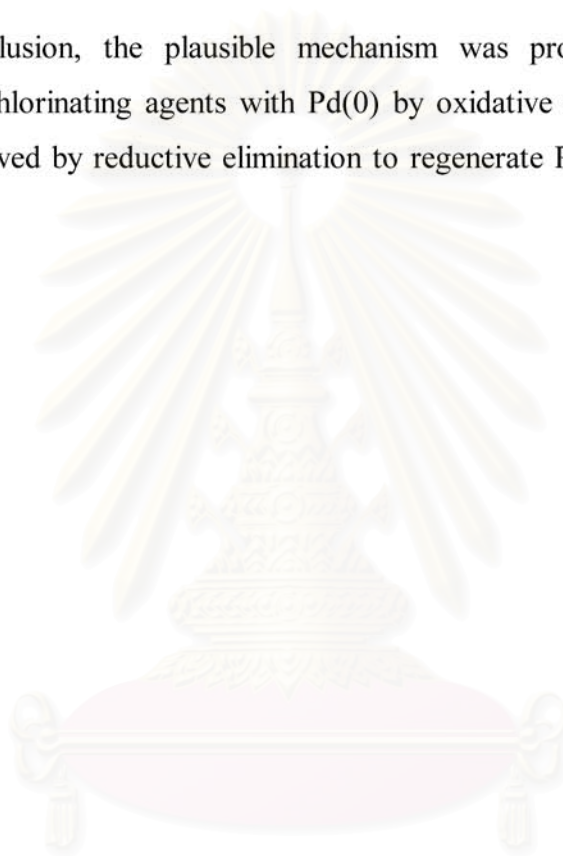 lusion, the plausible mechanism was pro
hlorinating agents with Pd(0) by oxidative
ved by reductive elimination to regenerate